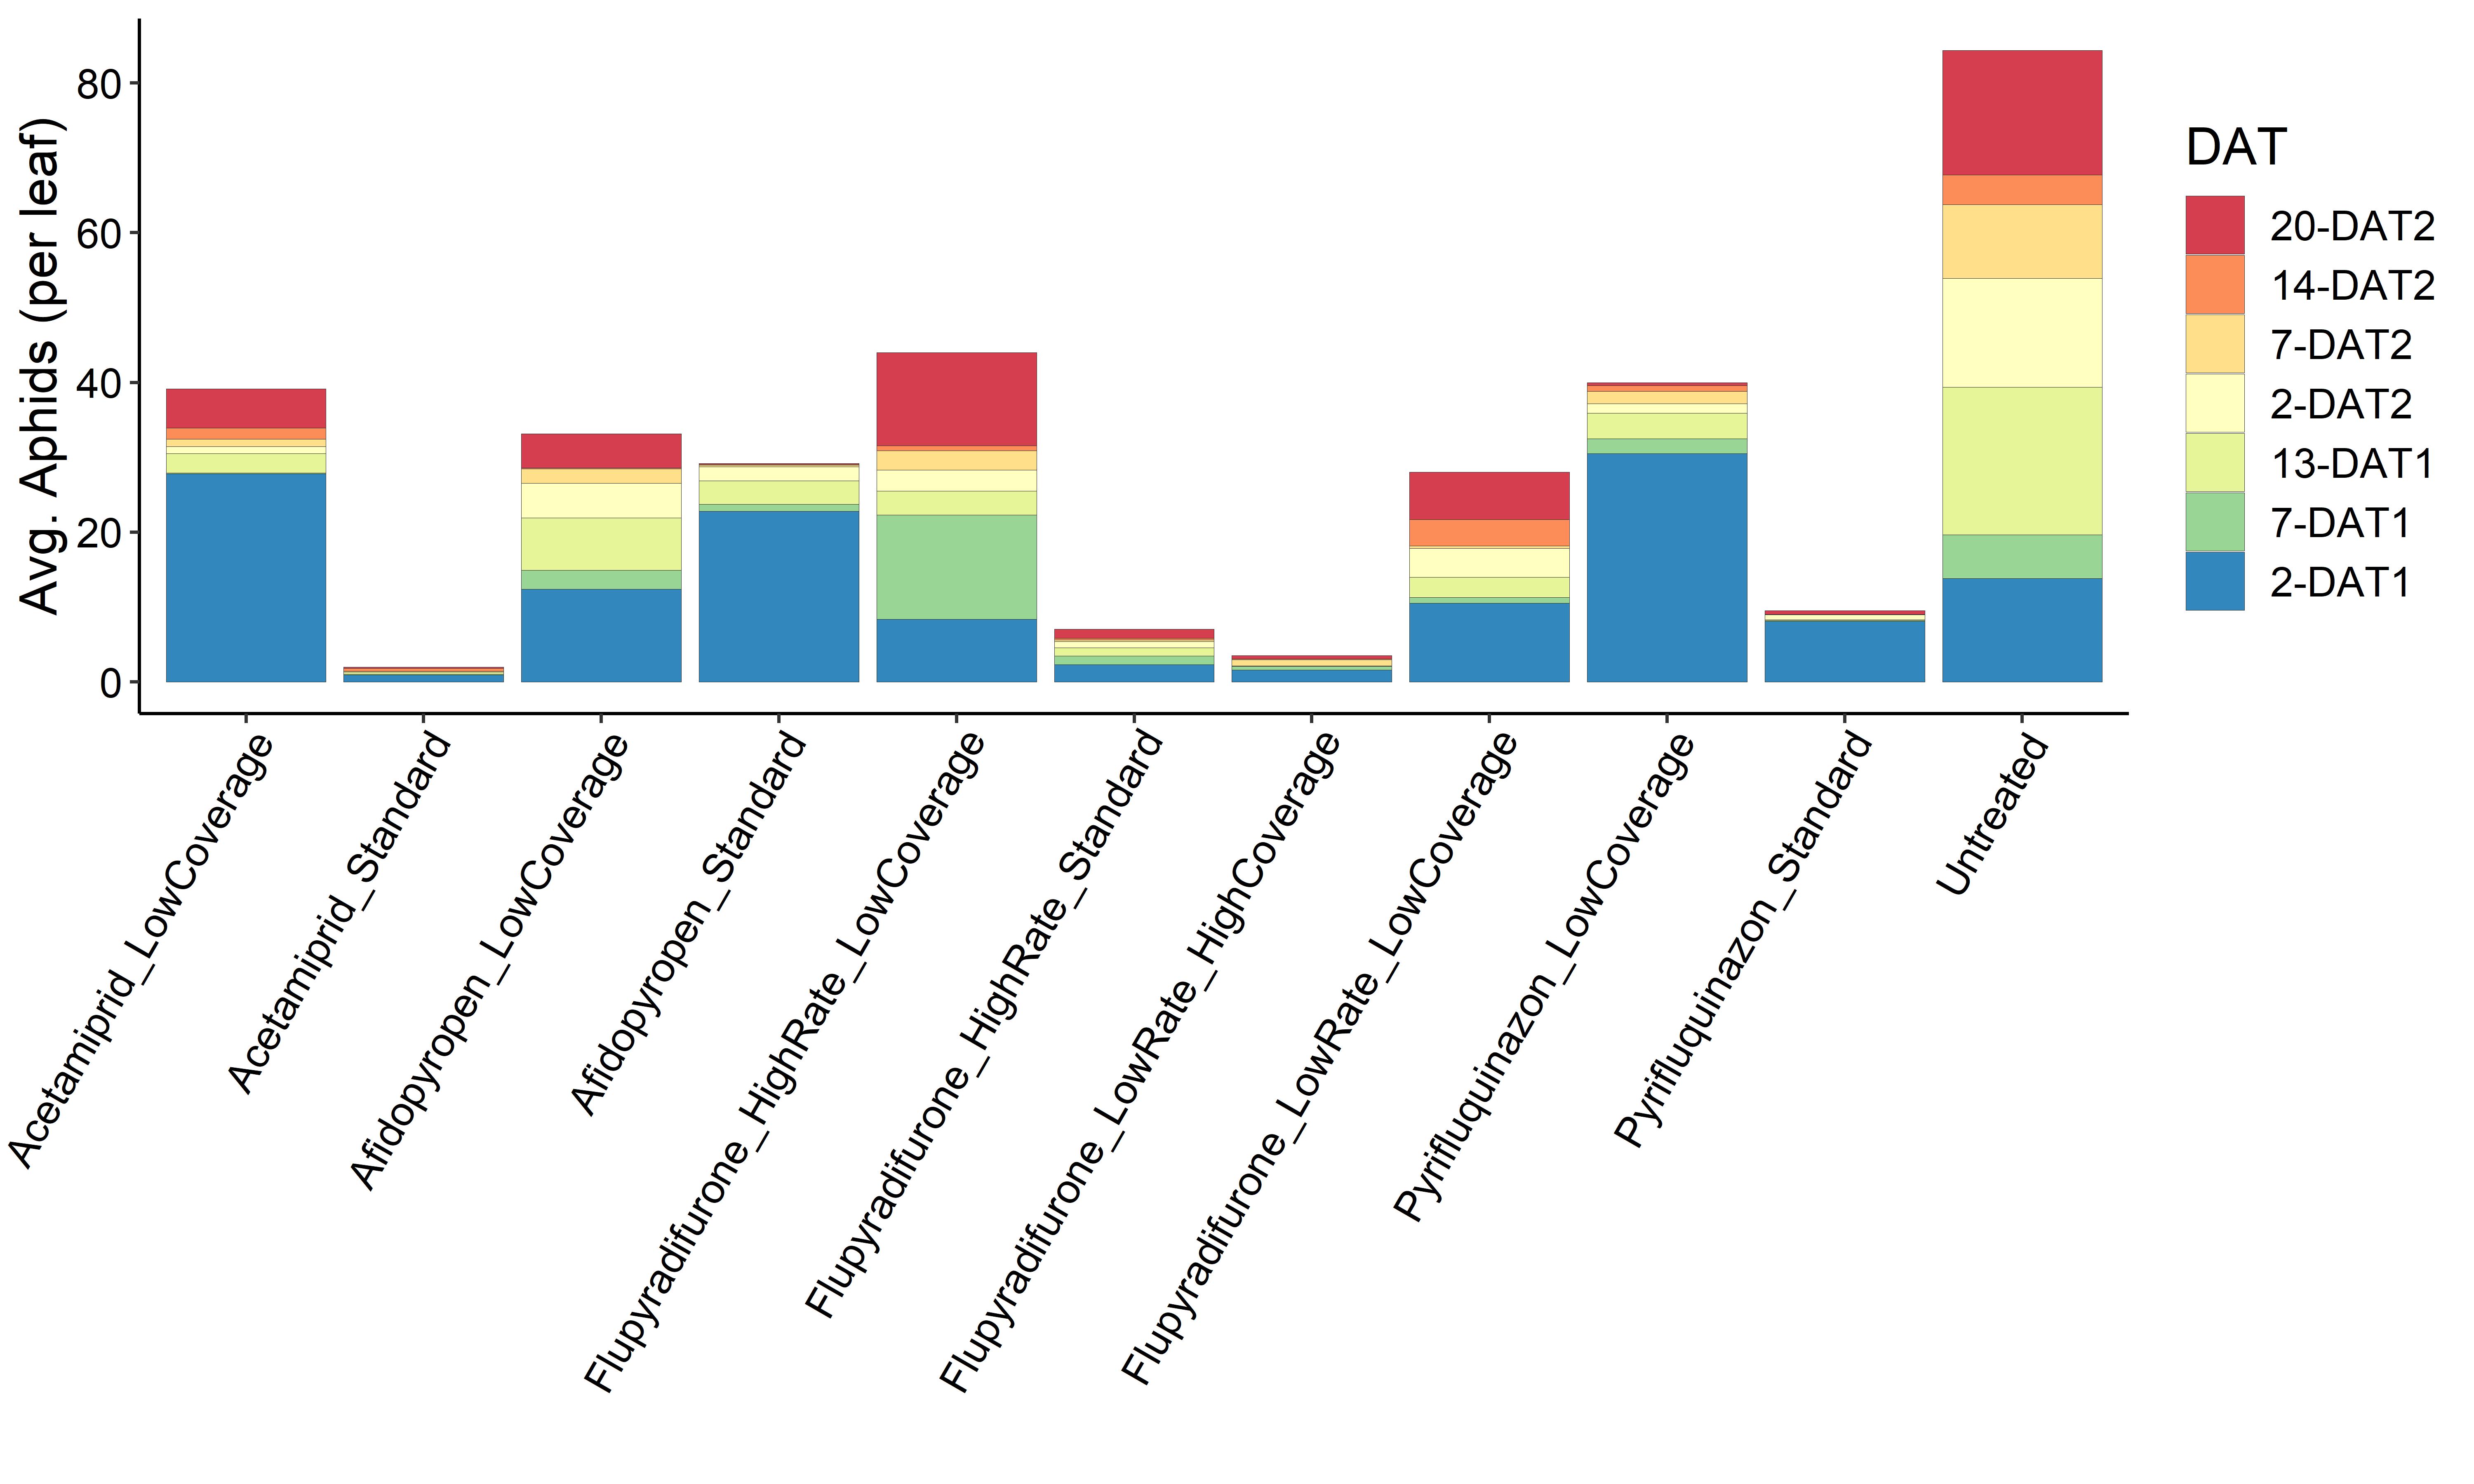 Avg. Aphids (per leaf)
80
60
40
20
0
Acetamiprid_LowCoverage
Acetamiprid_Standard
Afidopyropen_LowCoverage
Afidopyropen_Standard
Flupyradifurone_HighRate_LowCoverage
Flupyradifurone_HighRate_Standard
Flupyradifurone_LowRate_HighCoverage
Flupyradifurone_LowRate_LowCoverage
Pyrifluquinazon_LowCoverage
Pyrifluquinazon_Standard
Untreated
DAT
20-DAT2
14-DAT2
7-DAT2
2-DAT2
13-DAT1
7-DAT1
2-DAT1